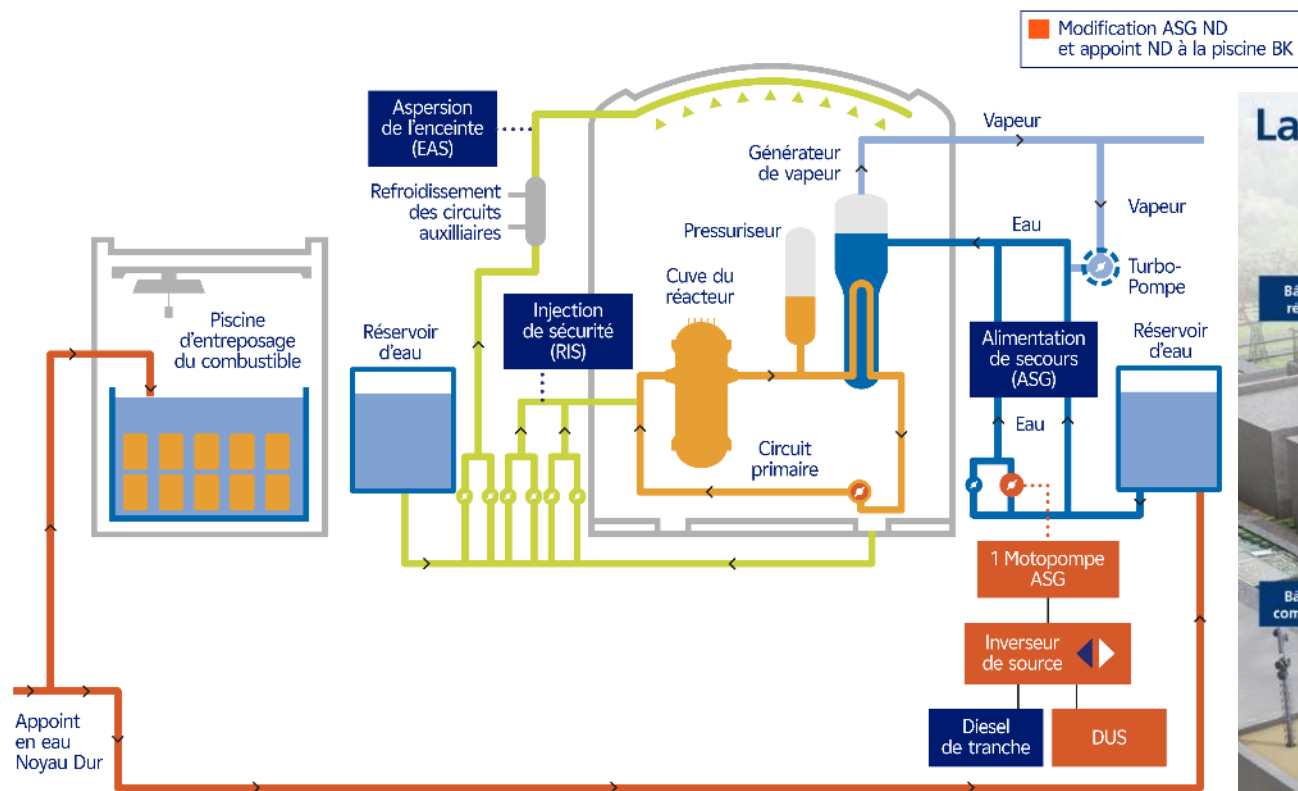 Modification ASG ND
et appoint ND à la piscine BK
La
Aspersion
de l'enceinte
(EAS)
Vapeur
Générateur
de vapeur
Refroidissement
des circuits
auxilliaires
Vapeur
Eau
Pressuriseur
Turbo-
Pompe
Cuve du
réacteur
Piscine
d'entreposage
du combustible
Réservoir
d'eau
Injection
de sécurité
(RIS)
Alimentation
de secours
(ASG)
Réservoir
d'eau
Eau
Circuit
primaire
1 Motopompe
ASG
Inverseur
de source
Diesel
de tranche
DUS
Appoint
en eau
Noyau Dur